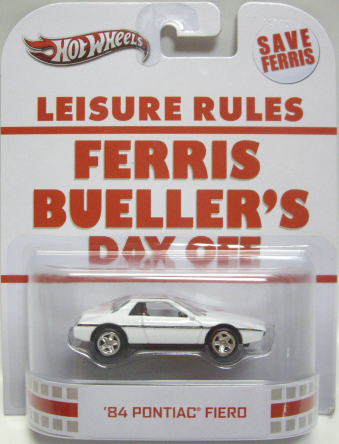 HOT WHEELS
SAVE
FERRIS
LEISURE RULES
FERRIS
BUELLER'S
DAY OFF
'84 PONTIAC® FIERO